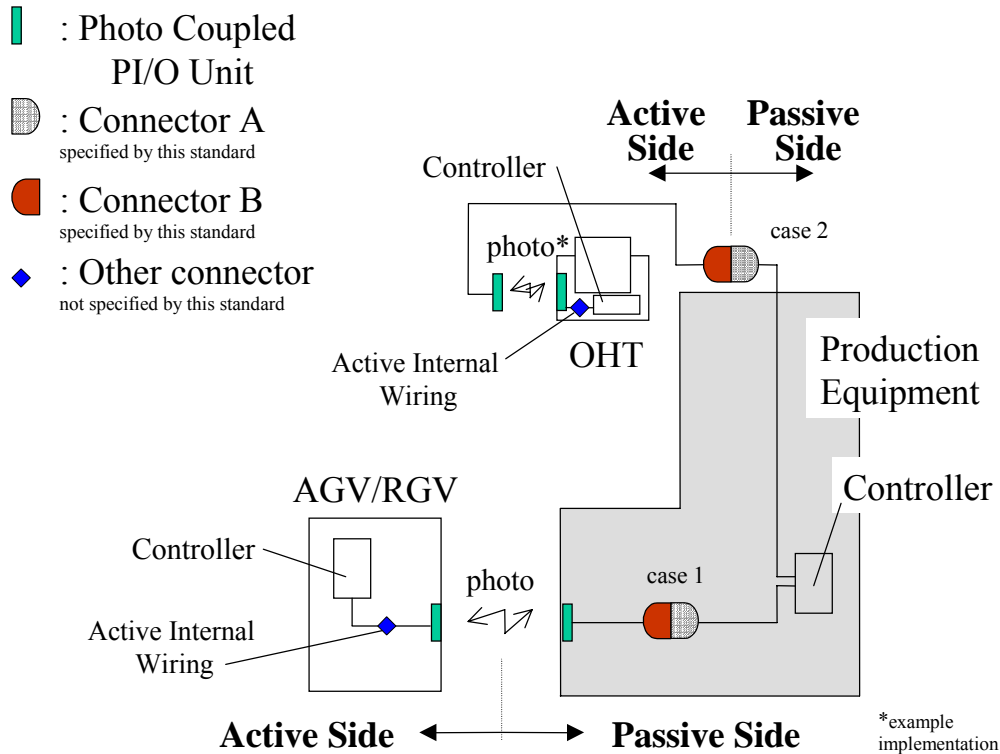 : Photo Coupled
PI/O Unit
: Connector A
specified by this standard
: Connector B
specified by this standard
: Other connector
not specified by this standard
Active
Side
Passive
Side
Controller
case 2
photo*
Active Internal
Wiring
OHT
Production
Equipment
AGV/RGV
Controller
Controller
photo
case 1
Active Internal
Wiring
Active Side
Passive Side
*example
implementation